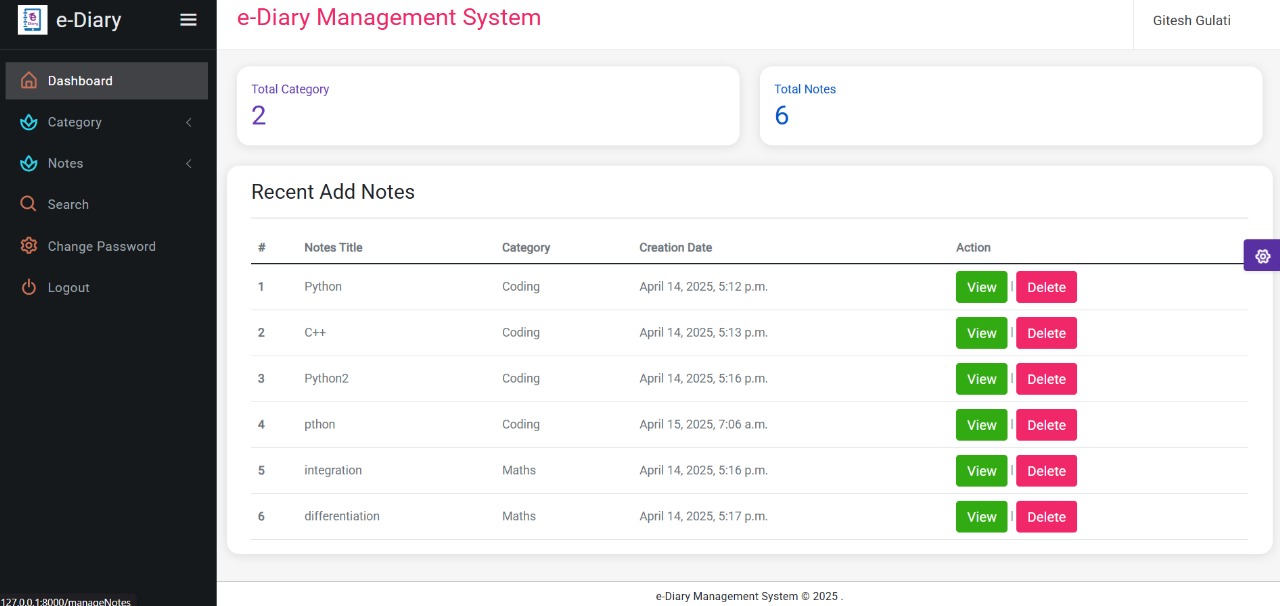 e-Diary
e-Diary Management System
Gitesh Gulati
Dashboard
Category
Notes
Search
Change Password
Logout
Total Category
2
Total Notes
6
Recent Add Notes
# Notes Title Category Creation Date Action
1 Python Coding April 14, 2025, 5:12 p.m. View | Delete
2 C++ Coding April 14, 2025, 5:13 p.m. View | Delete
3 Python2 Coding April 14, 2025, 5:16 p.m. View | Delete
4 pthon Coding April 15, 2025, 7:06 a.m. View | Delete
5 integration Maths April 14, 2025, 5:16 p.m. View | Delete
6 differentiation Maths April 14, 2025, 5:17 p.m. View | Delete
e-Diary Management System © 2025 .
127.0.0.1:8000/manageNotes